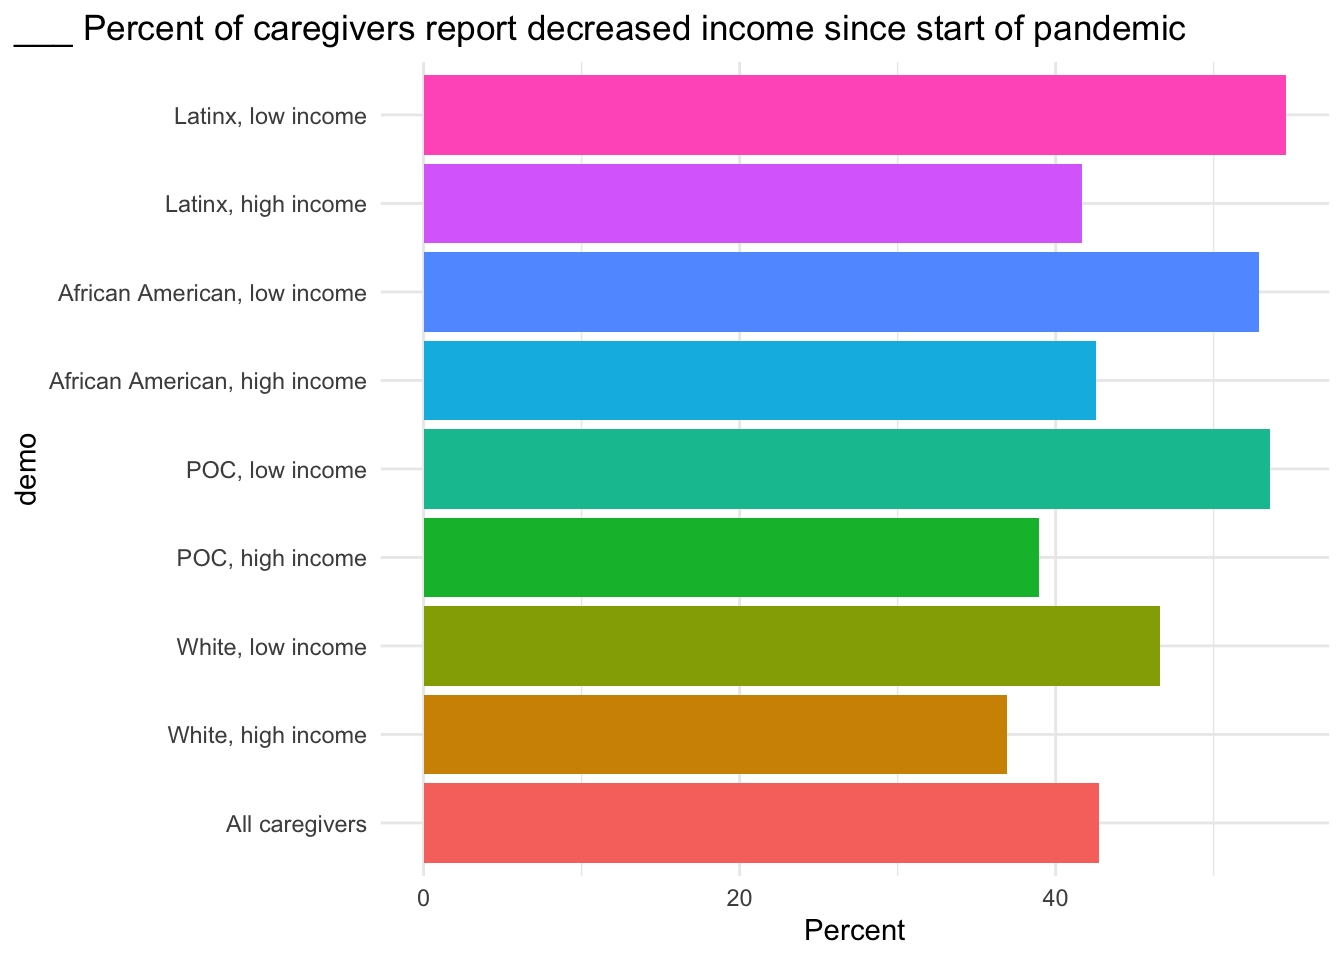 ___ Percent of caregivers report decreased income since start of pandemic
Latinx, low income
Latinx, high income
African American, low income
African American, high income
POC, low income
POC, high income
White, low income
White, high income
All caregivers
demo
0 20 40
Percent